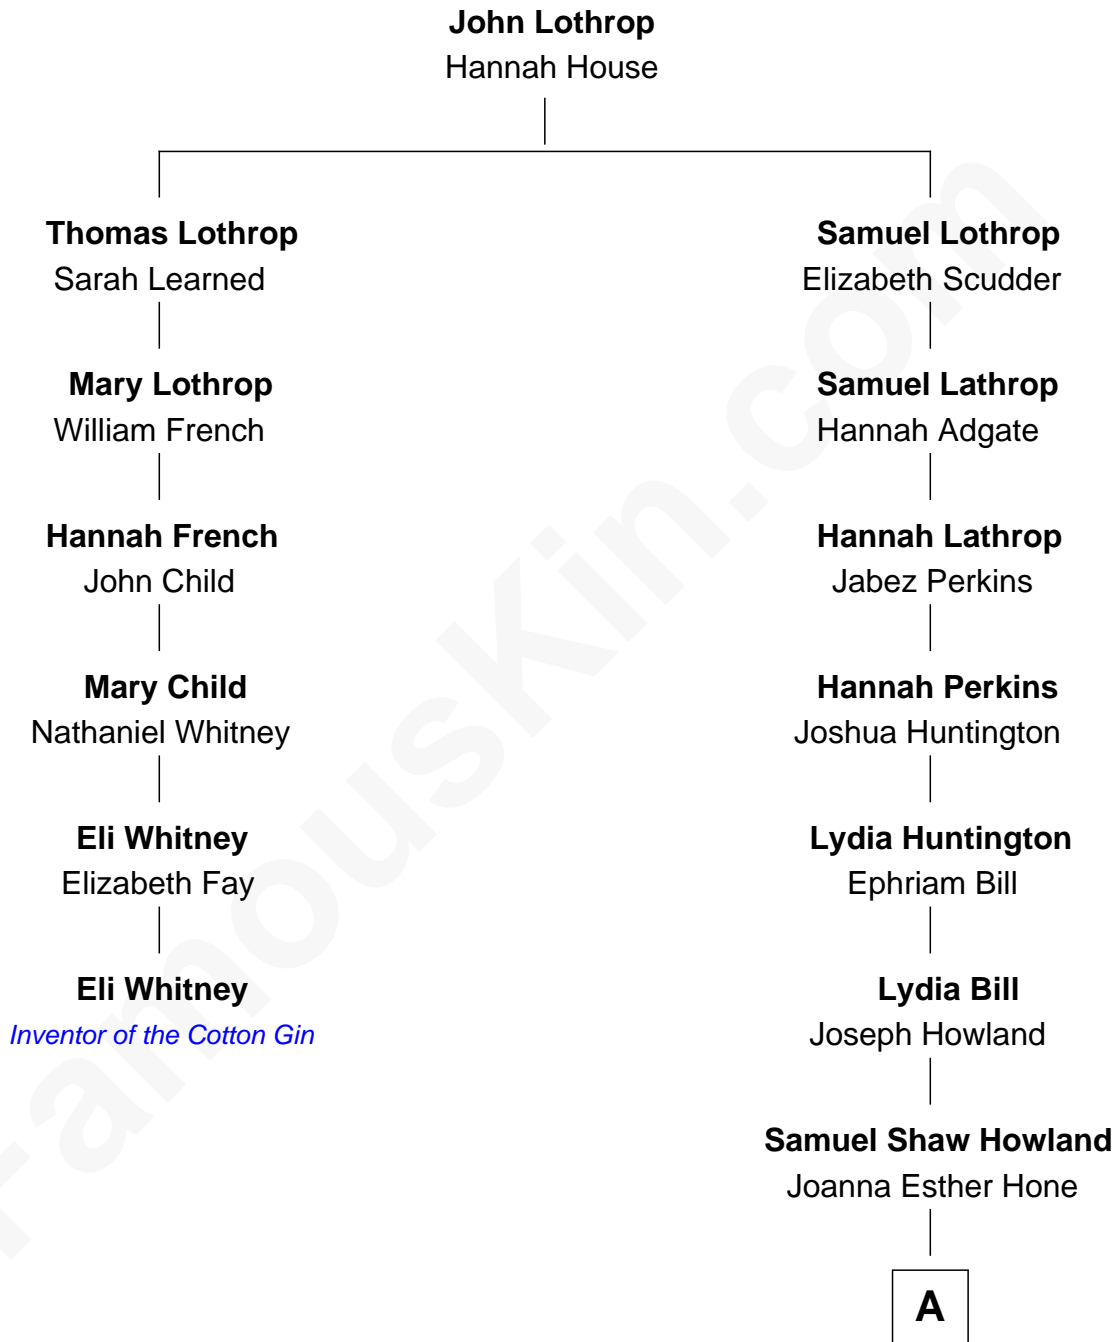 John Lothrop
Hannah House
Thomas Lothrop
Sarah Learned
Samuel Lothrop
Elizabeth Scudder
Mary Lothrop
William French
Samuel Lathrop
Hannah Adgate
Hannah French
John Child
Hannah Lathrop
Jabez Perkins
Mary Child
Nathaniel Whitney
Hannah Perkins
Joshua Huntington
Eli Whitney
Elizabeth Fay
Lydia Huntington
Ephriam Bill
Eli Whitney
Inventor of the Cotton Gin
Lydia Bill
Joseph Howland
Samuel Shaw Howland
Joanna Esther Hone
A
FamousKin.com